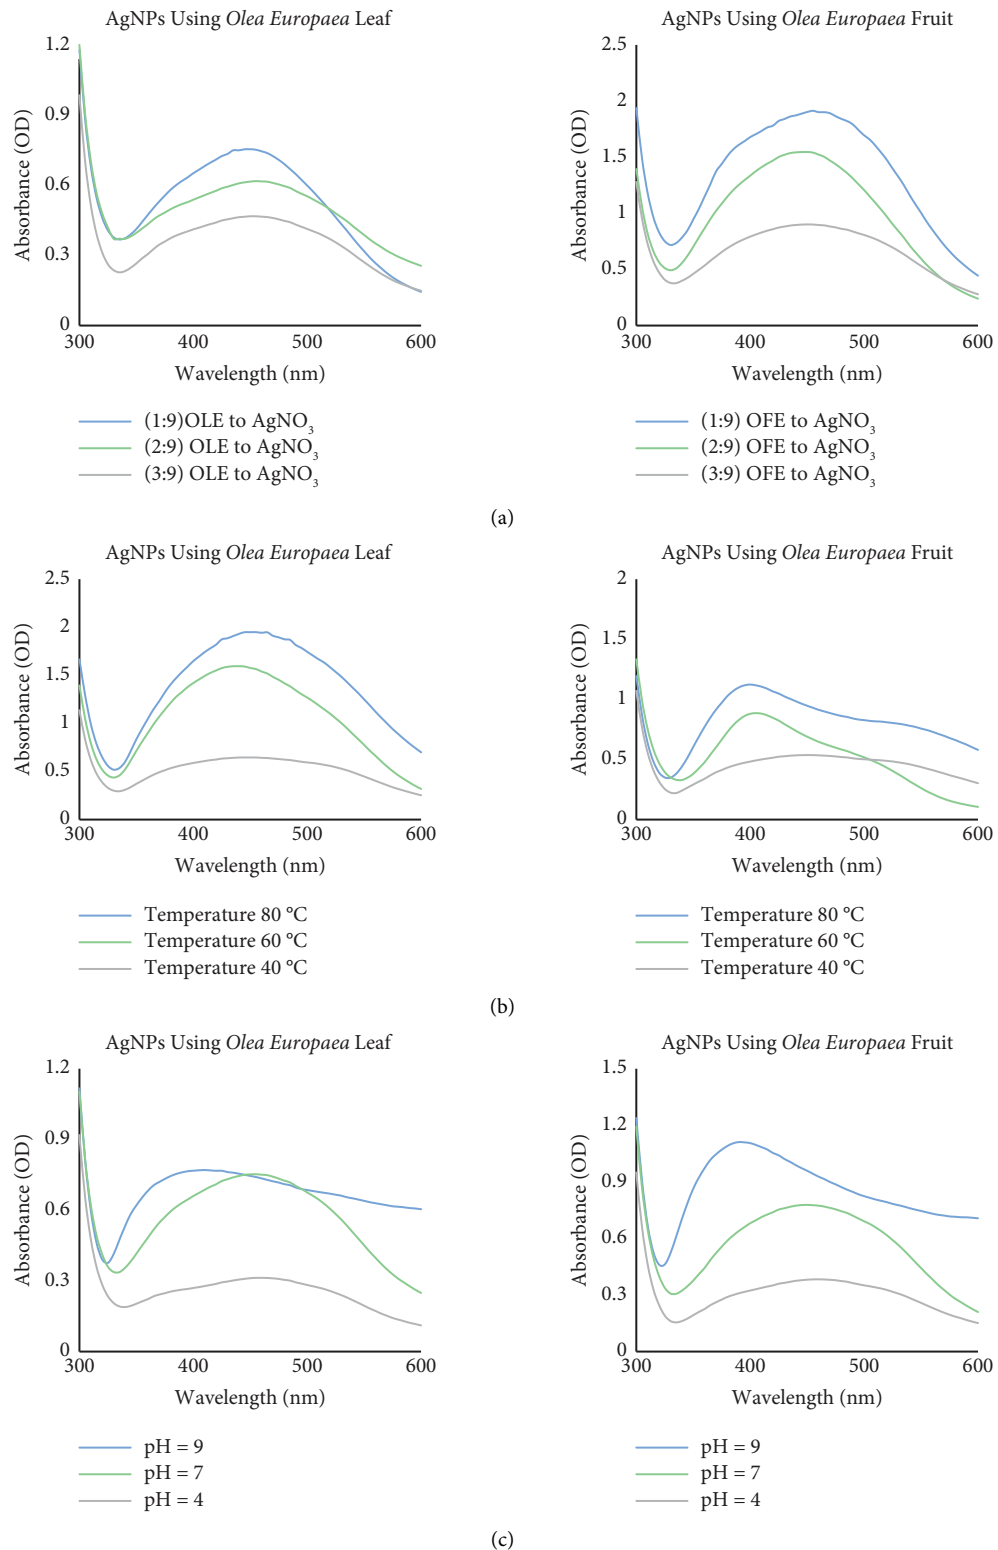 AgNPs Using Olea Europaea Leaf
1.2
0.9
0.6
0.3
0
Absorbance (OD)
300 400 500 600
Wavelength (nm)
(1:9)OLE to AgNO3
(2:9) OLE to AgNO3
(3:9) OLE to AgNO3
AgNPs Using Olea Europaea Fruit
2.5
2
1.5
1
0.5
0
Absorbance (OD)
300 400 500 600
Wavelength (nm)
(1:9) OFE to AgNO3
(2:9) OFE to AgNO3
(3:9) OFE to AgNO3
(a)
AgNPs Using Olea Europaea Leaf
2.5
2
1.5
1
0.5
0
Absorbance (OD)
300 400 500 600
Wavelength (nm)
Temperature 80 °C
Temperature 60 °C
Temperature 40 °C
AgNPs Using Olea Europaea Fruit
2
1.5
1
0.5
0
Absorbance (OD)
300 400 500 600
Wavelength (nm)
Temperature 80 °C
Temperature 60 °C
Temperature 40 °C
(b)
AgNPs Using Olea Europaea Leaf
1.2
0.9
0.6
0.3
0
Absorbance (OD)
300 400 500 600
Wavelength (nm)
pH = 9
pH = 7
pH = 4
AgNPs Using Olea Europaea Fruit
1.5
1.2
0.9
0.6
0.3
0
Absorbance (OD)
300 400 500 600
Wavelength (nm)
pH = 9
pH = 7
pH = 4
(c)